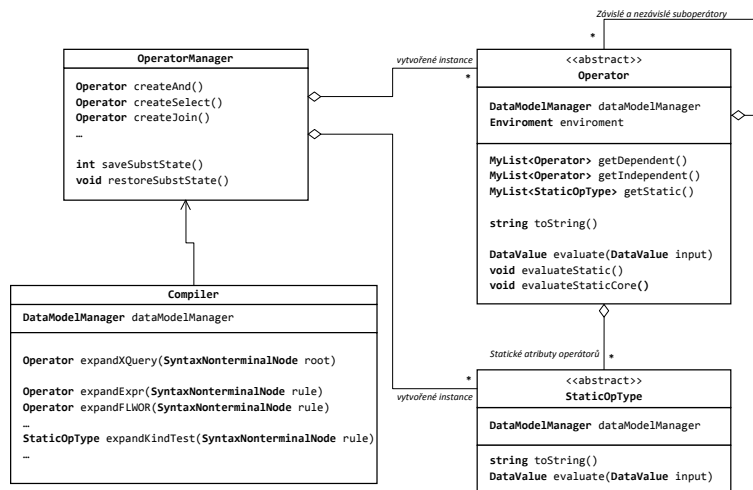 Závislé a nezávislé suboperátory
*
OperatorManager
Operator createAnd()
Operator createSelect()
Operator createJoin()
…
int saveSubstState()
void restoreSubstState()
vytvořené instance
*
<<abstract>>
Operator
DataModelManager dataModelManager
Enviroment enviroment
MyList<Operator> getDependent()
MyList<Operator> getIndependent()
MyList<StaticOpType> getStatic()
string toString()
DataValue evaluate(DataValue input)
void evaluateStatic()
void evaluateStaticCore()
Compiler
DataModelManager dataModelManager
Operator expandXQuery(SyntaxNonterminalNode root)
Operator expandExpr(SyntaxNonterminalNode rule)
Operator expandFLWOR(SyntaxNonterminalNode rule)
…
StaticOpType expandKindTest(SyntaxNonterminalNode rule)
…
Statické atributy operátorů
*
*
vytvořené instance
<<abstract>>
StaticOpType
DataModelManager dataModelManager
string toString()
DataValue evaluate(DataValue input)